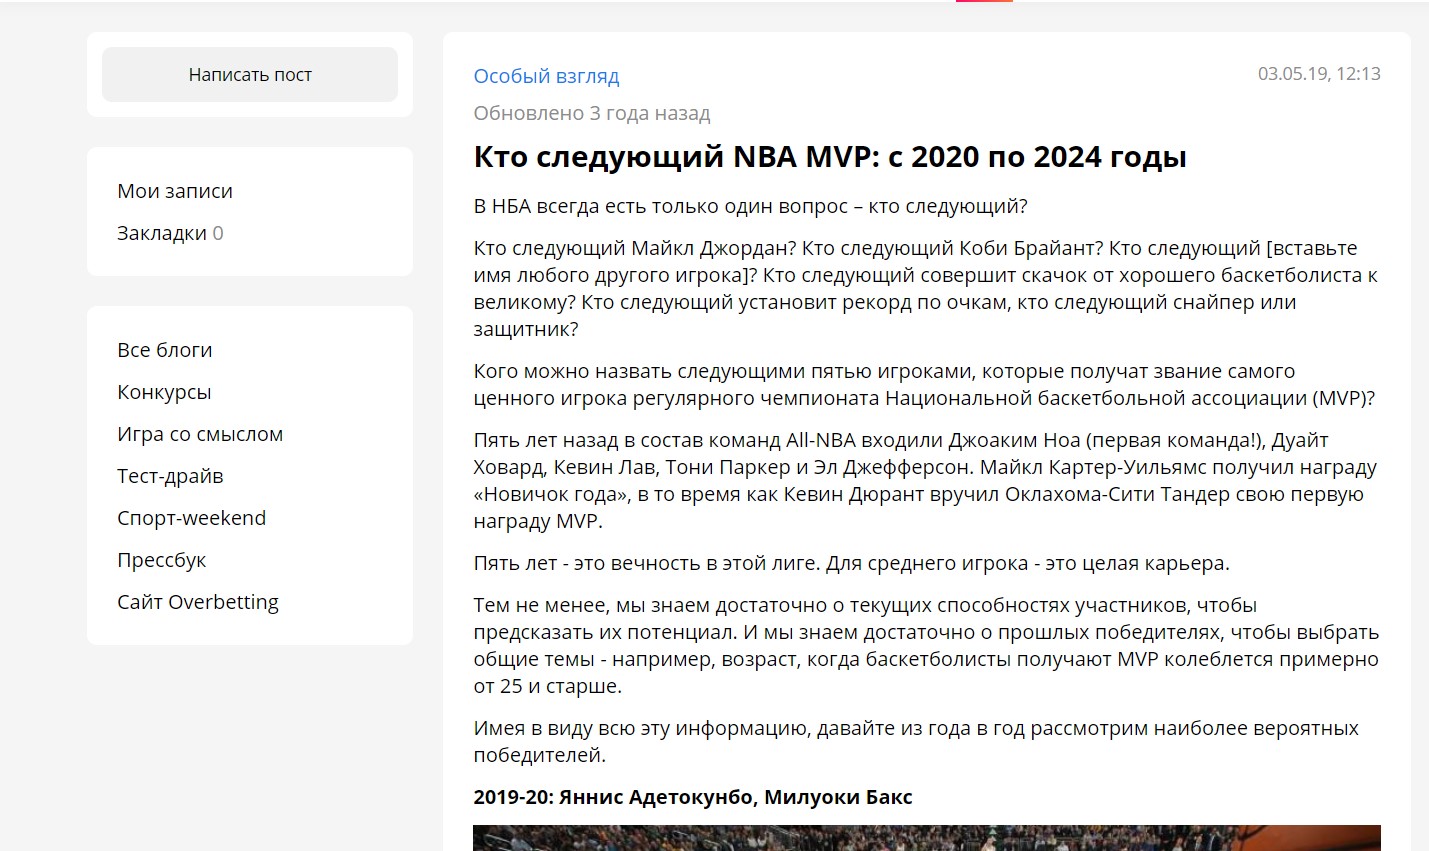 Написать пост
Мои записи
Закладки 0
Все блоги
Конкурсы
Игра со смыслом
Тест-драйв
Спорт-weekend
Прессбук
Сайт Overbetting
Особый взгляд
03.05.19, 12:13
Обновлено 3 года назад
Кто следующий NBA MVP: с 2020 по 2024 годы
В НБА всегда есть только один вопрос – кто следующий?
Кто следующий Майкл Джордан? Кто следующий Коби Брайант? Кто следующий [вставьте
имя любого другого игрока]? Кто следующий совершит скачок от хорошего баскетболиста к
великому? Кто следующий установит рекорд по очкам, кто следующий снайпер или
защитник?
Кого можно назвать следующими пятью игроками, которые получат звание самого
ценного игрока регулярного чемпионата Национальной баскетбольной ассоциации (MVP)?
Пять лет назад в состав команд All-NBA входили Джоаким Ноа (первая команда!), Дуайт
Ховард, Кевин Лав, Тони Паркер и Эл Джефферсон. Майкл Картер-Уильямс получил награду
«Новичок года», в то время как Кевин Дюрант вручил Оклахома-Сити Тандер свою первую
награду MVP.
Пять лет - это вечность в этой лиге. Для среднего игрока - это целая карьера.
Тем не менее, мы знаем достаточно о текущих способностях участников, чтобы
предсказать их потенциал. И мы знаем достаточно о прошлых победителях, чтобы выбрать
общие темы - например, возраст, когда баскетболисты получают MVP колеблется примерно
от 25 и старше.
Имея в виду всю эту информацию, давайте из года в год рассмотрим наиболее вероятных
победителей.
2019-20: Яннис Адетокунбо, Милуоки Бакс